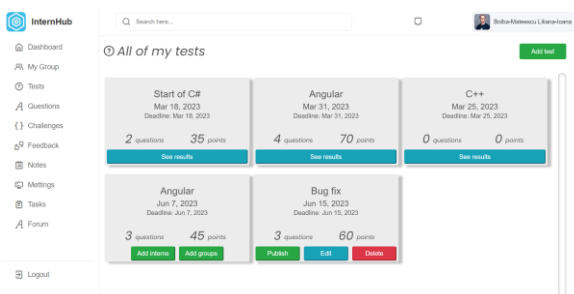 InternHub
Search here...
Boiba-Mateescu Liliana-Ioana
Dashboard
My Group
Tests
Questions
Challenges
Feedback
Notes
Mettings
Tasks
Forum
Logout
All of my tests
Add test
Start of C#
Mar 18, 2023
Deadline: Mar 18, 2023
2 questions 35 points
See results
Angular
Mar 31, 2023
Deadline: Mar 31, 2023
4 questions 70 points
See results
C++
Mar 25, 2023
Deadline: Mar 25, 2023
0 questions 0 points
See results
Angular
Jun 7, 2023
Deadline: Jun 7, 2023
3 questions 45 points
Add interns Add groups
Bug fix
Jun 15, 2023
Deadline: Jun 15, 2023
3 questions 60 points
Publish Edit Delete